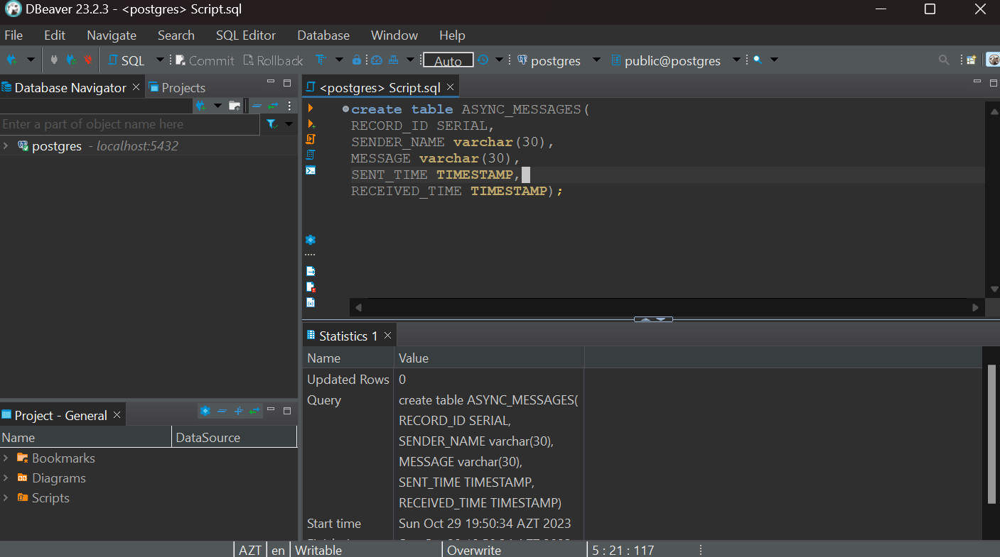 DBeaver 23.2.3 - <postgres> Script.sql
File Edit Navigate Search SQL Editor Database Window Help
SQL Commit Rollback Auto postgres public@postgres
Database Navigator Projects
<postgres> Script.sql
Enter a part of object name here
postgres - localhost:5432
create table ASYNC_MESSAGES(
RECORD_ID SERIAL,
SENDER_NAME varchar(30),
MESSAGE varchar(30),
SENT_TIME TIMESTAMP,
RECEIVED_TIME TIMESTAMP);
Statistics 1
Name Value
Updated Rows 0
Query create table ASYNC_MESSAGES(
RECORD_ID SERIAL,
SENDER_NAME varchar(30),
MESSAGE varchar(30),
SENT_TIME TIMESTAMP,
RECEIVED_TIME TIMESTAMP)
Start time Sun Oct 29 19:50:34 AZT 2023
Project - General
Name DataSource
Bookmarks
Diagrams
Scripts
AZT en Writable Overwrite 5 : 21 : 117